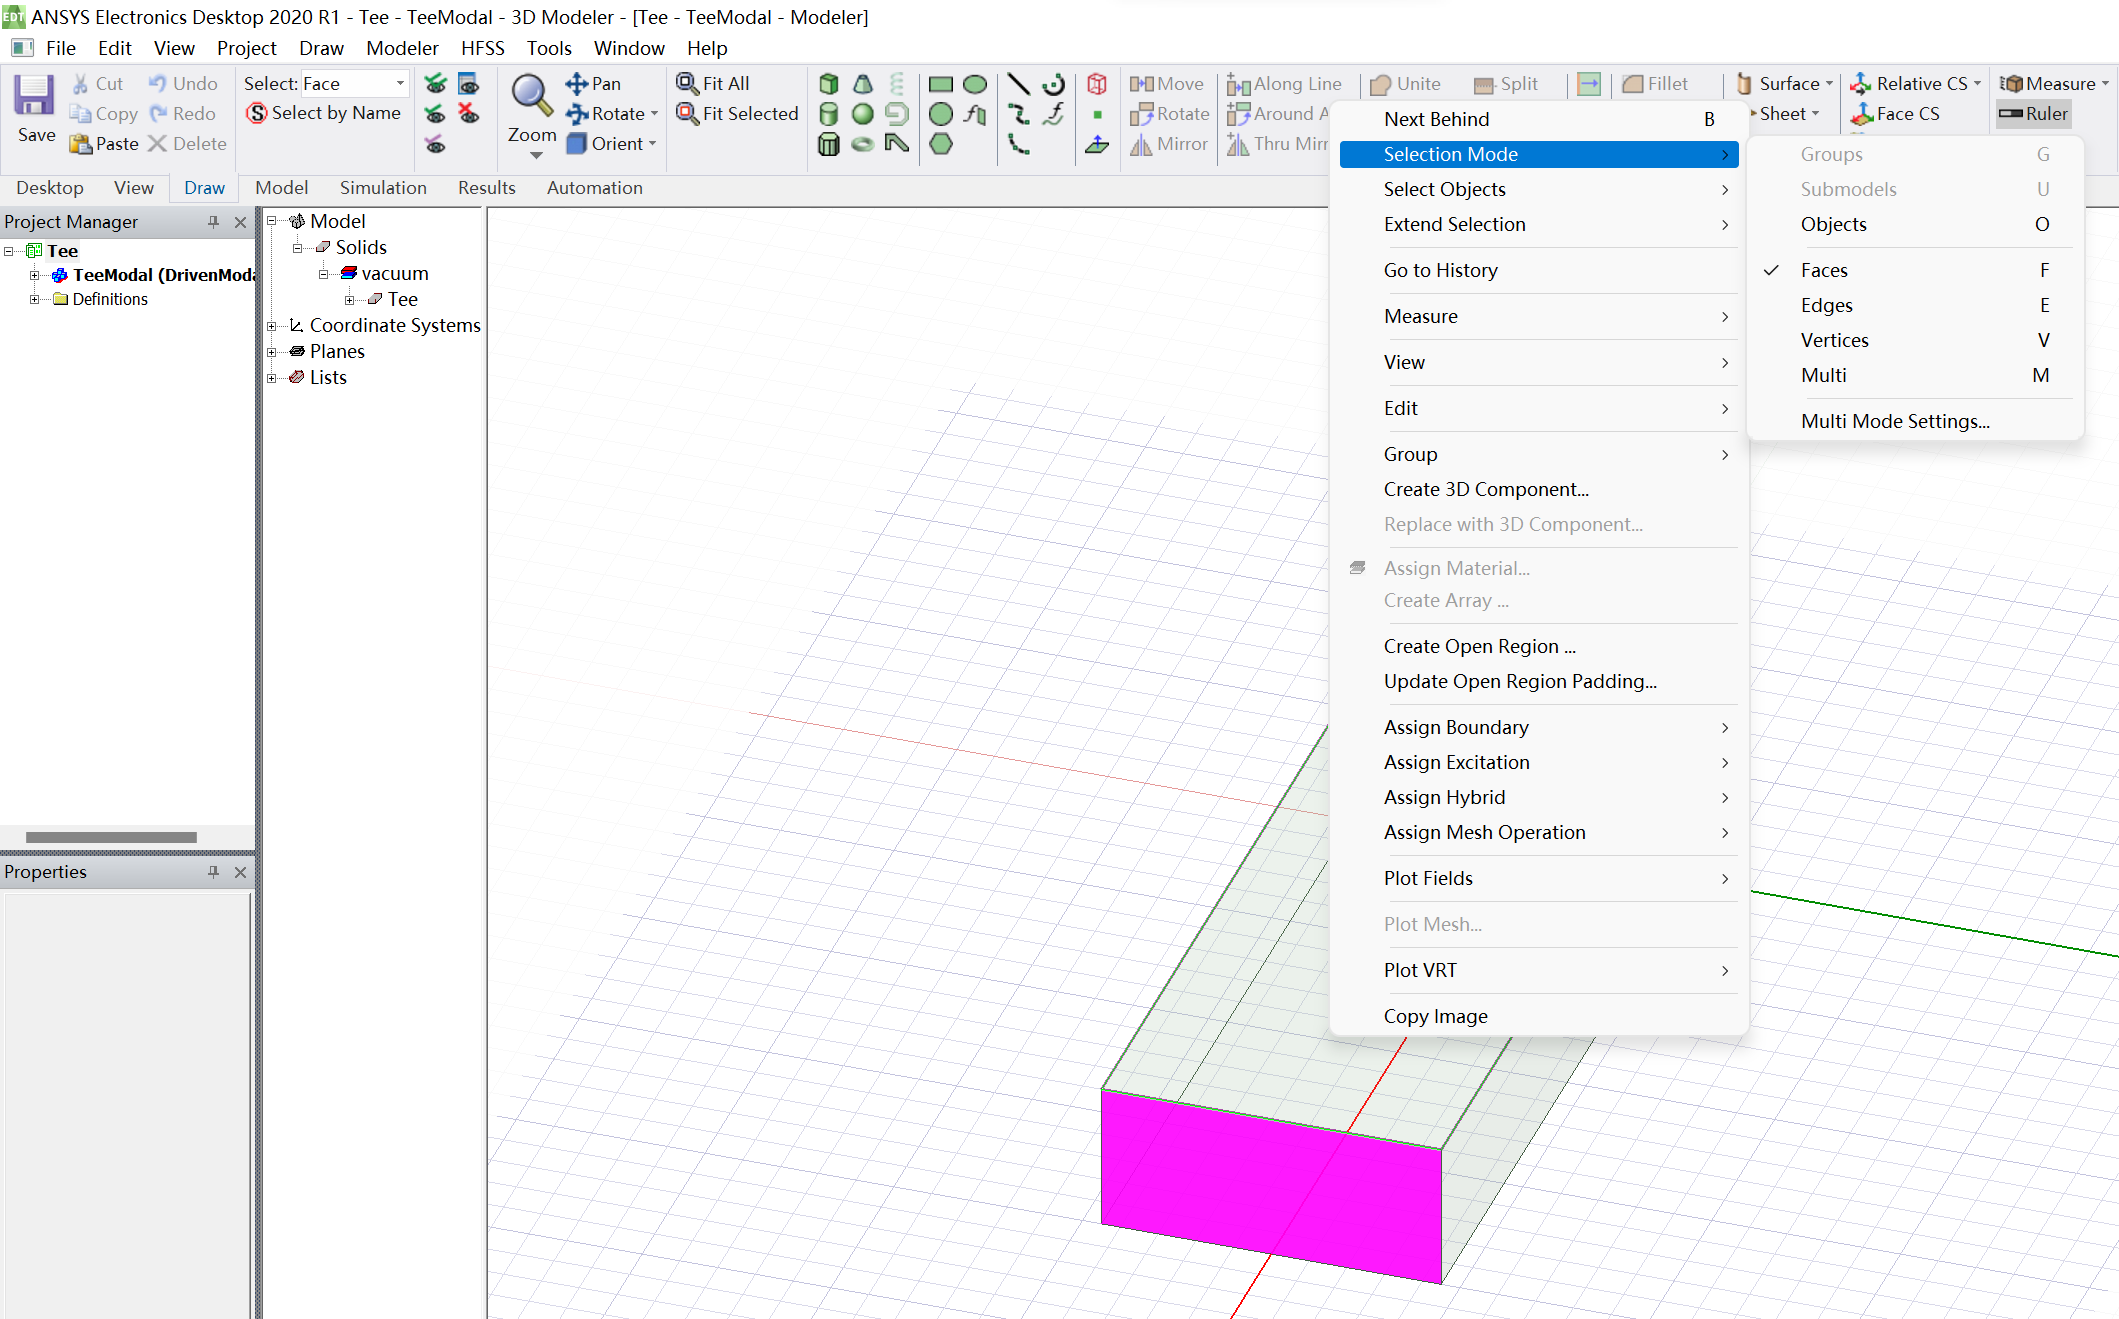 EDT ANSYS Electronics Desktop 2020 R1 - Tee - TeeModal - 3D Modeler - [Tee - TeeModal - Modeler]
File Edit View Project Draw Modeler HFSS Tools Window Help
Save
Cut
Copy
Paste
Undo
Redo
Delete
Select: Face
Select by Name
Zoom
Pan
Rotate
Orient
Fit All
Fit Selected
Move
Rotate
Mirror
Along Line
Around A
Thru Mirr
Unite
Split
Fillet
Surface
Sheet
Relative CS
Face CS
Measure
Ruler
Desktop View Draw Model Simulation Results Automation
Project Manager
Tee
TeeModal (DrivenModa
Definitions
Properties
Model
Solids
vacuum
Tee
Coordinate Systems
Planes
Lists
Next Behind B
Selection Mode
Select Objects
Extend Selection
Go to History
Measure
View
Edit
Group
Create 3D Component...
Replace with 3D Component...
Assign Material...
Create Array ...
Create Open Region ...
Update Open Region Padding...
Assign Boundary
Assign Excitation
Assign Hybrid
Assign Mesh Operation
Plot Fields
Plot Mesh...
Plot VRT
Copy Image
Groups G
Submodels U
Objects O
Faces F
Edges E
Vertices V
Multi M
Multi Mode Settings...